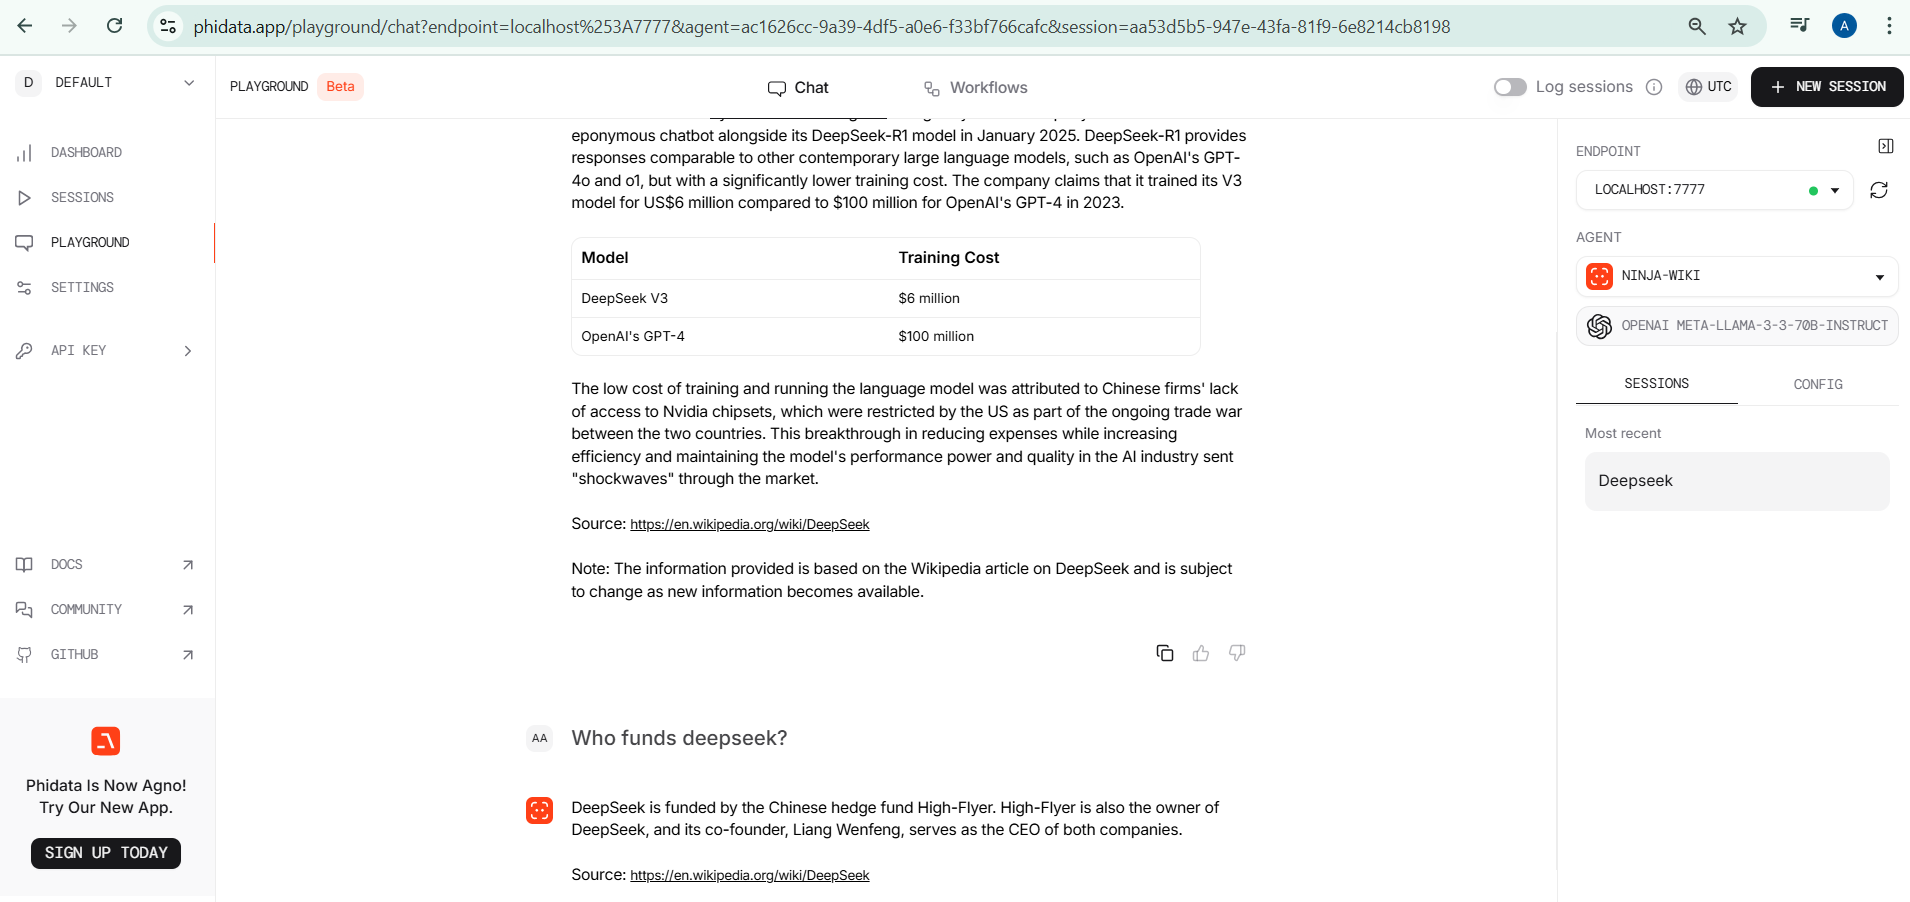 phidata.app/playground/chat?endpoint=localhost%253A7777&agent=ac1626cc-9a39-4df5-a0e6-f33bf766cafc&session=aa53d5b5-947e-43fa-81f9-6e8214cb8198
A
D DEFAULT
DASHBOARD
SESSIONS
PLAYGROUND
SETTINGS
API KEY
DOCS
COMMUNITY
GITHUB
Phidata Is Now Agno!
Try Our New App.
SIGN UP TODAY
PLAYGROUND Beta
Chat
Workflows
Log sessions
UTC
+ NEW SESSION
eponymous chatbot alongside its DeepSeek-R1 model in January 2025. DeepSeek-R1 provides
responses comparable to other contemporary large language models, such as OpenAI's GPT-
4o and o1, but with a significantly lower training cost. The company claims that it trained its V3
model for US$6 million compared to $100 million for OpenAI's GPT-4 in 2023.
Model Training Cost
DeepSeek V3 $6 million
OpenAI's GPT-4 $100 million
The low cost of training and running the language model was attributed to Chinese firms' lack
of access to Nvidia chipsets, which were restricted by the US as part of the ongoing trade war
between the two countries. This breakthrough in reducing expenses while increasing
efficiency and maintaining the model's performance power and quality in the AI industry sent
"shockwaves" through the market.
Source: https://en.wikipedia.org/wiki/DeepSeek
Note: The information provided is based on the Wikipedia article on DeepSeek and is subject
to change as new information becomes available.
AA Who funds deepseek?
DeepSeek is funded by the Chinese hedge fund High-Flyer. High-Flyer is also the owner of
DeepSeek, and its co-founder, Liang Wenfeng, serves as the CEO of both companies.
Source: https://en.wikipedia.org/wiki/DeepSeek
ENDPOINT
LOCALHOST:7777
AGENT
NINJA-WIKI
OPENAI META-LLAMA-3-3-70B-INSTRUCT
SESSIONS CONFIG
Most recent
Deepseek